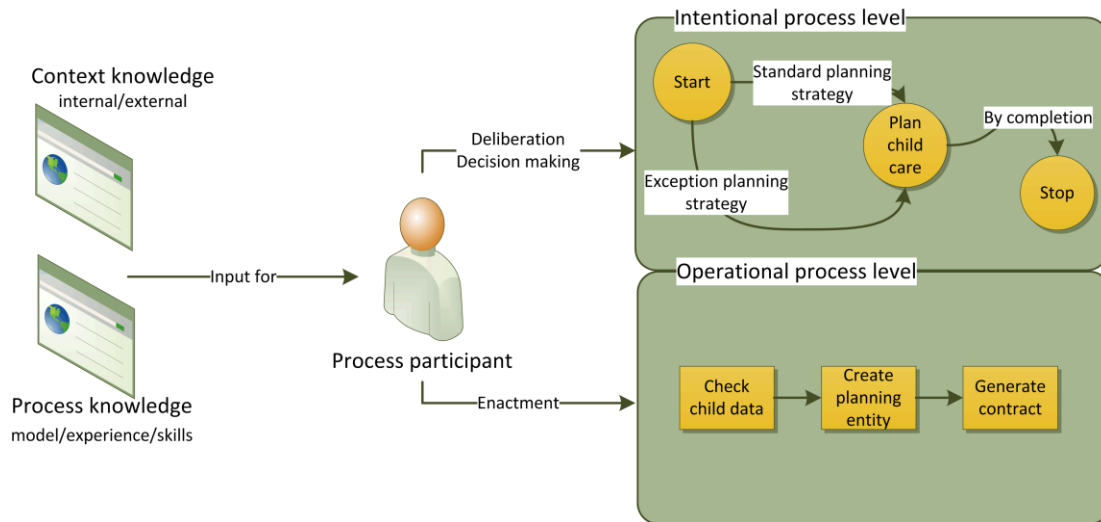 Context knowledge
internal/external
Process knowledge
model/experience/skills
Input for
Process participant
Deliberation
Decision making
Enactment
Intentional process level
Start
Standard planning
strategy
Exception planning
strategy
Plan
child
care
By completion
Stop
Operational process level
Check
child data
Create
planning
entity
Generate
contract